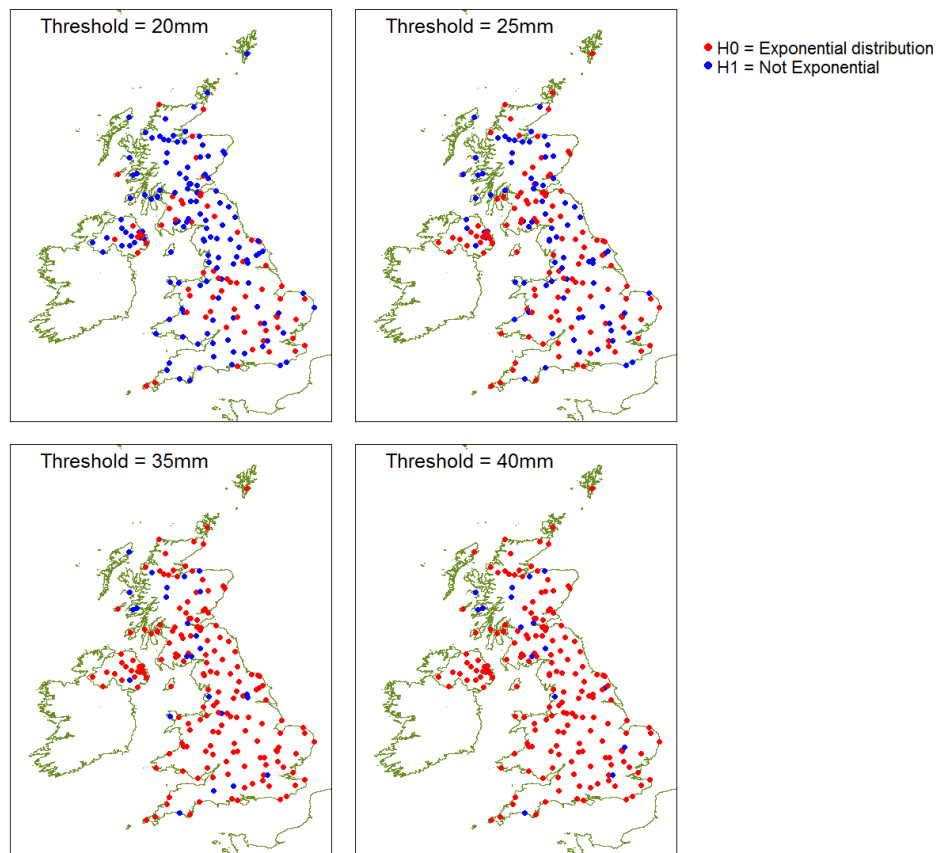 Threshold = 20mm
Threshold = 25mm
H0 = Exponential distribution
H1 = Not Exponential
Threshold = 35mm
Threshold = 40mm